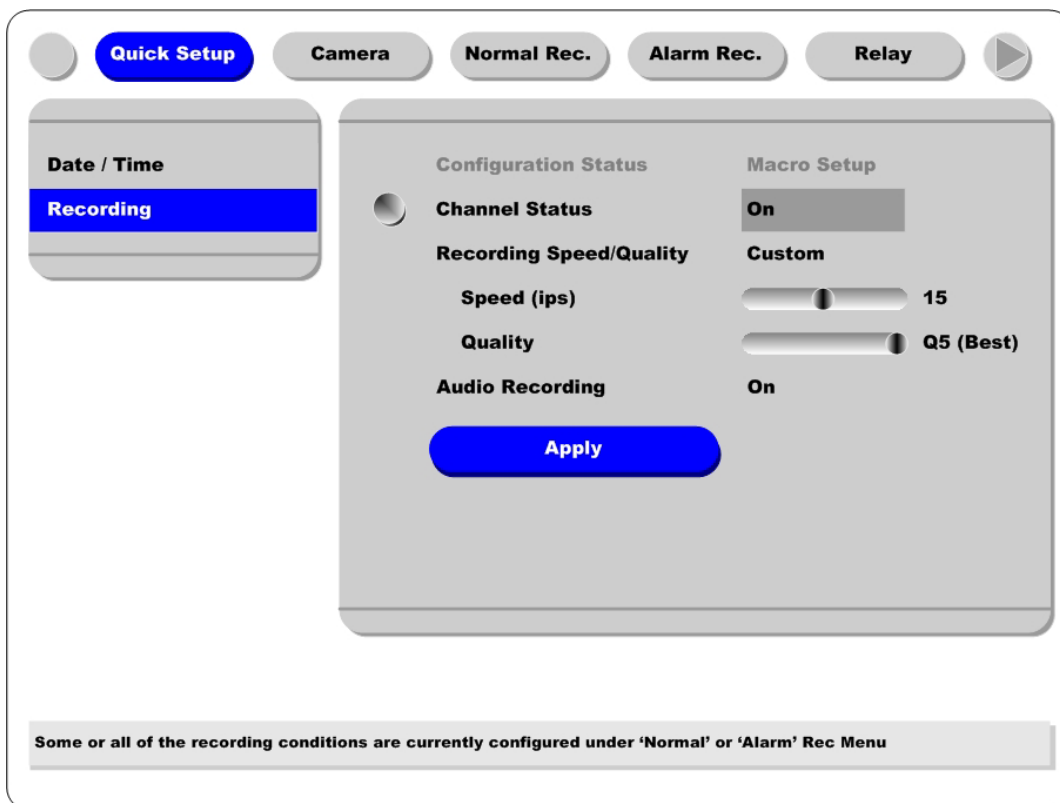 Quick Setup Camera Normal Rec. Alarm Rec. Relay
Date / Time
Recording
Configuration Status Macro Setup
Channel Status On
Recording Speed/Quality Custom
Speed (ips) 15
Quality Q5 (Best)
Audio Recording On
Apply
Some or all of the recording conditions are currently configured under ‘Normal’ or ‘Alarm’ Rec Menu